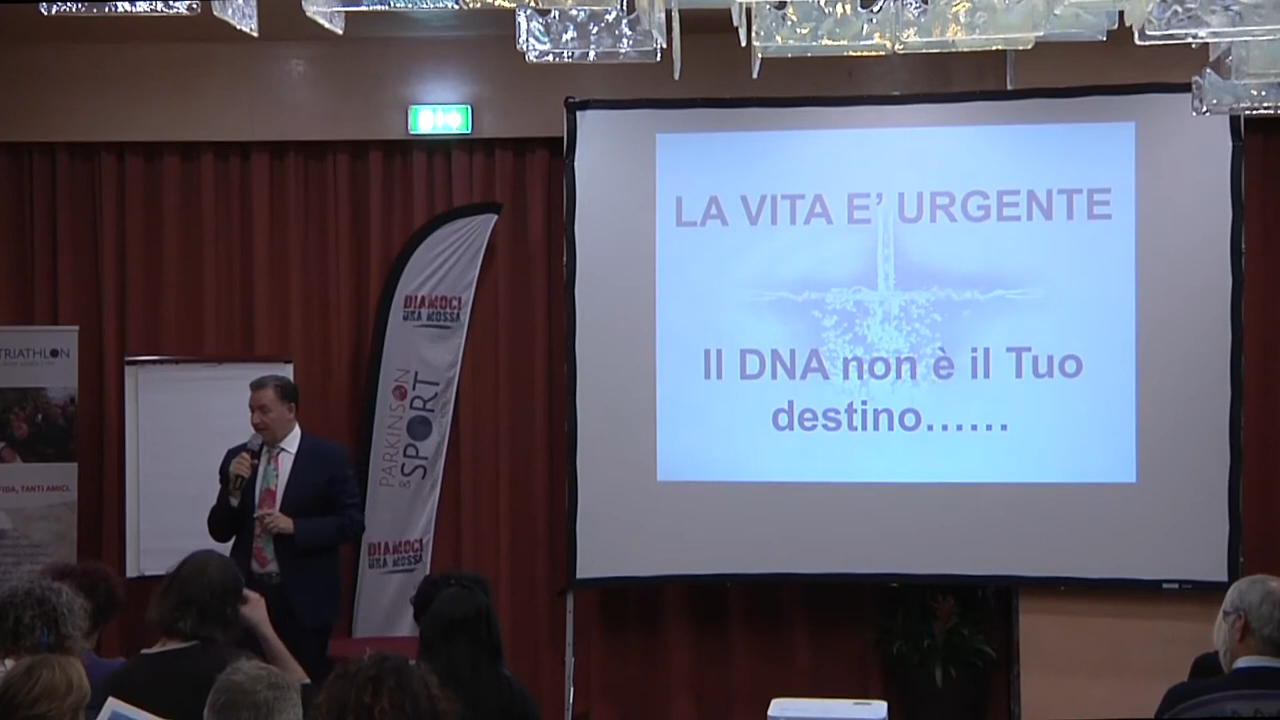 LA VITA E’ URGENTE
Il DNA non è il Tuo
destino......
DIAMOCI
UNA MOSSA
PARKINSON
& SPORT
DIAMOCI
UNA MOSSA
TRIATHLON
FIDA, TANTI AMICI.